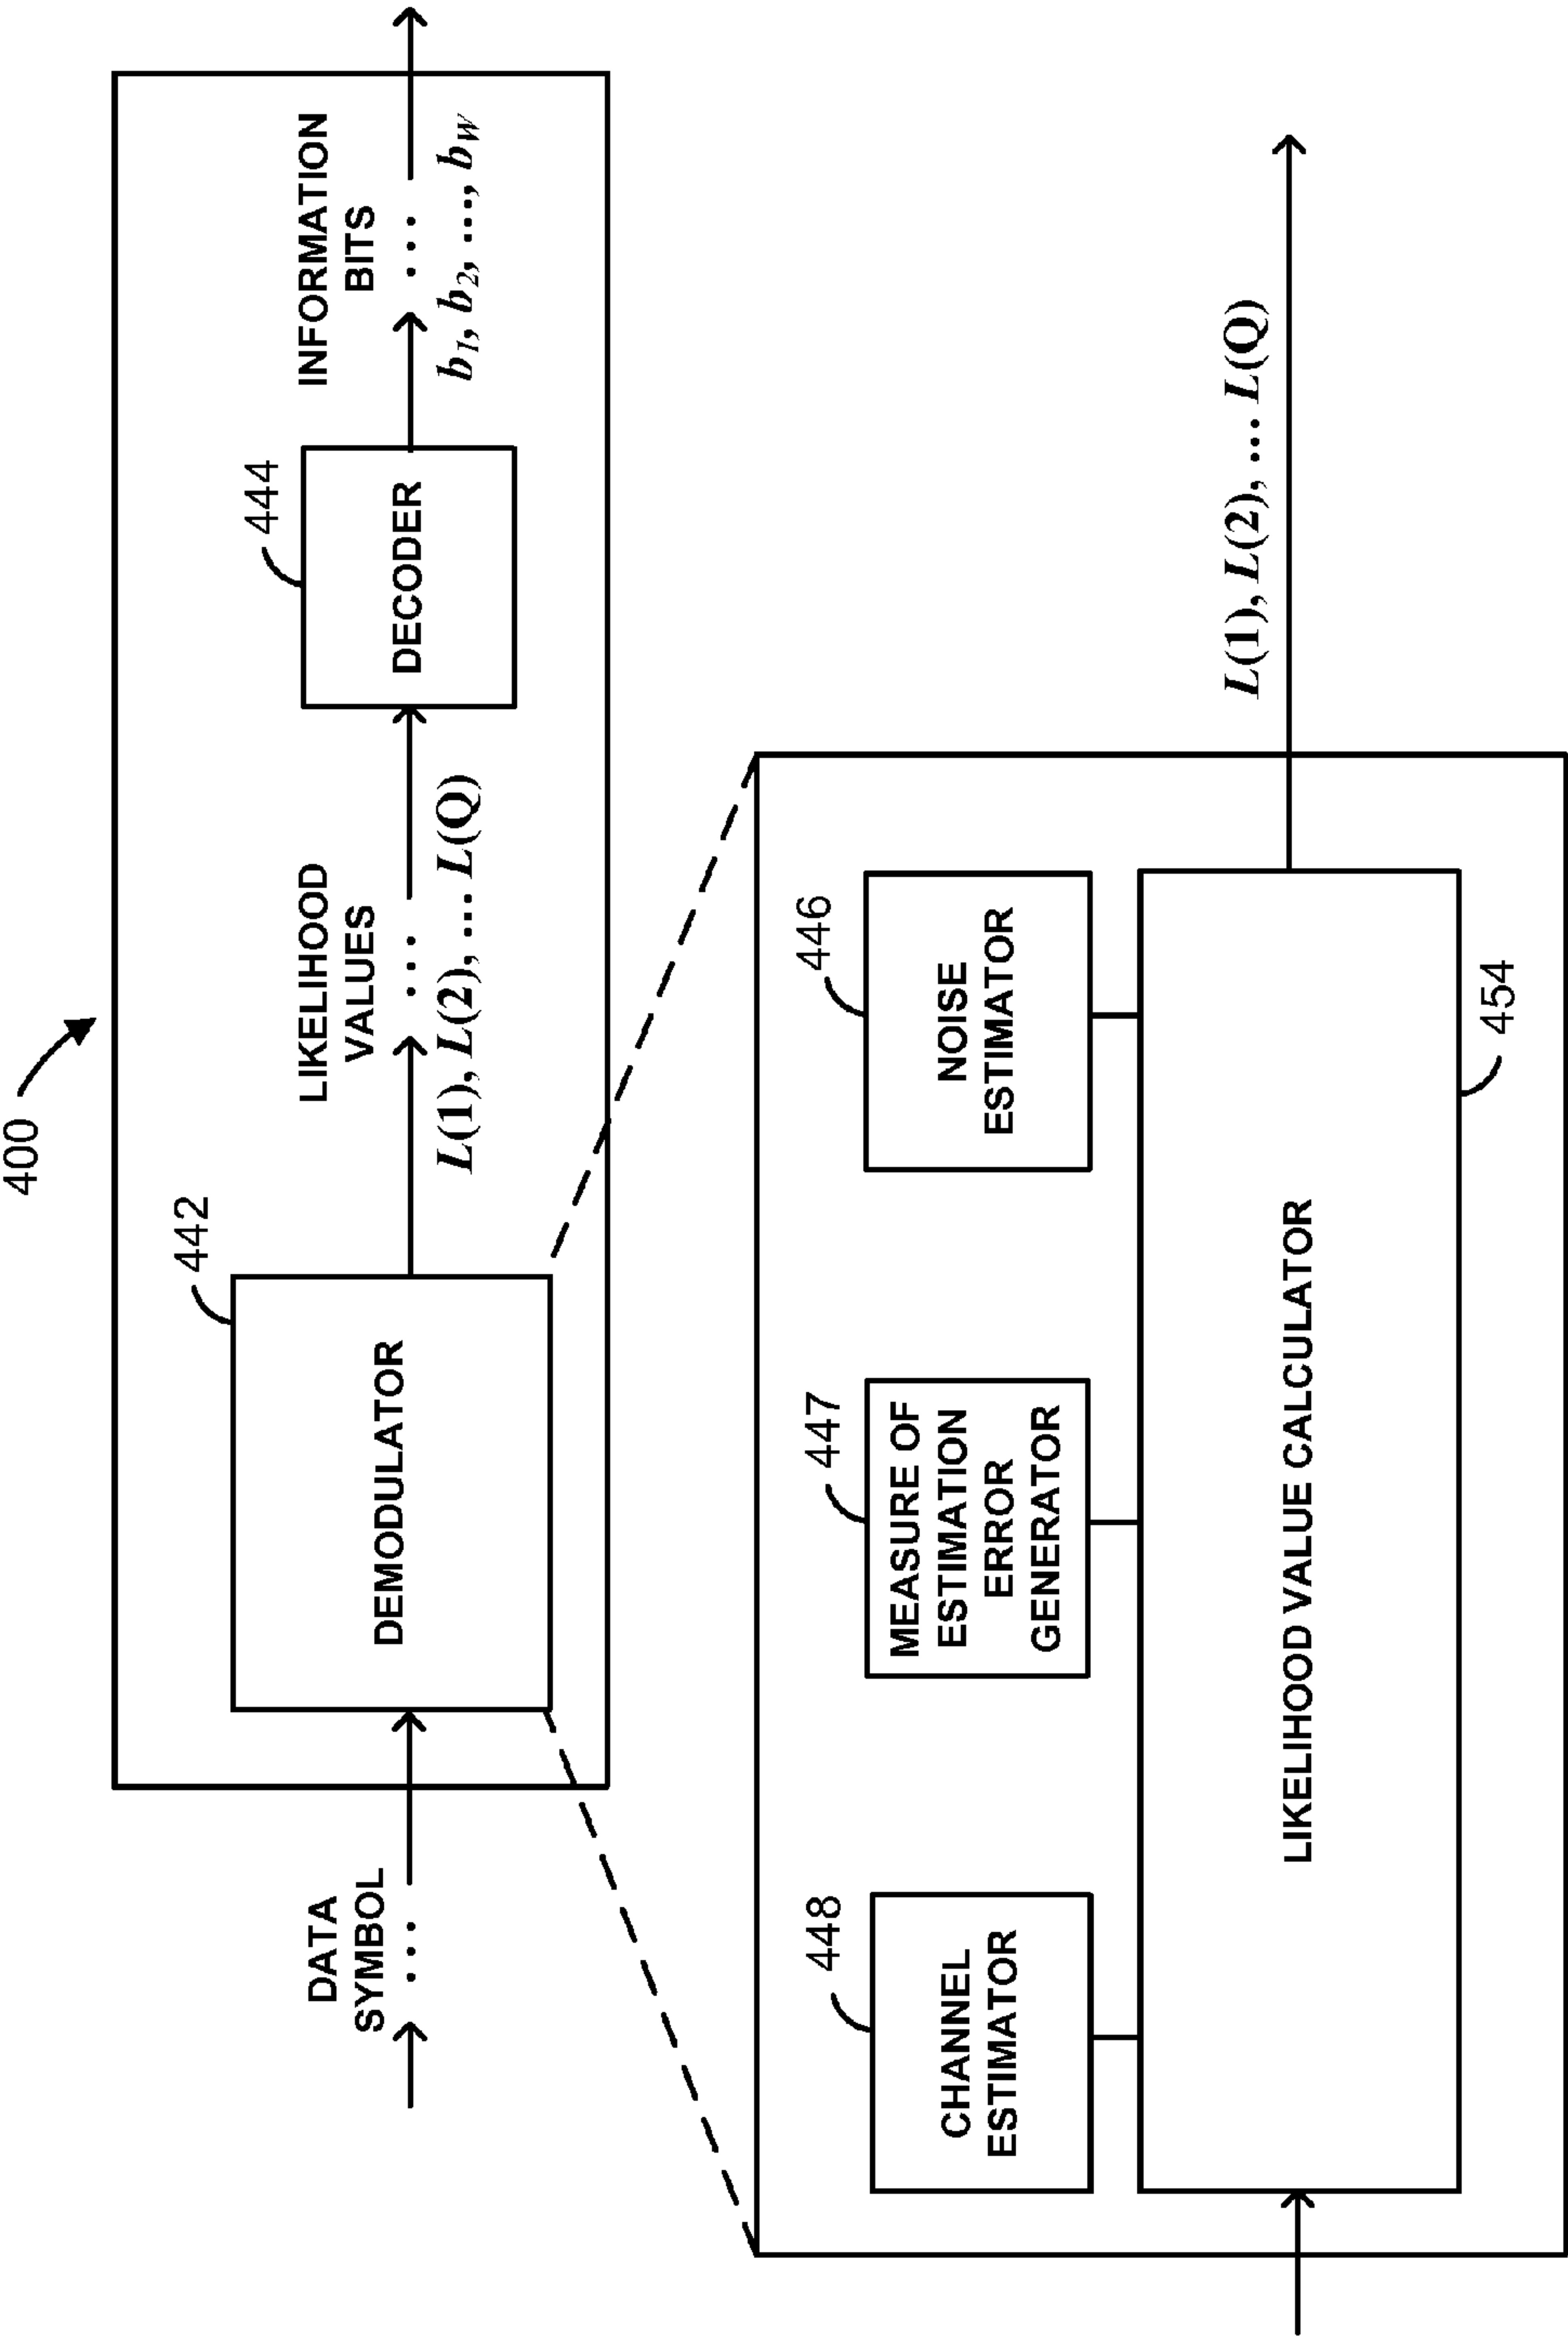 400
442
444
DATA
SYMBOL
...
DEMODULATOR
LIKELIHOOD
VALUES
...
L(1), L(2), ... L(Q)
DECODER
INFORMATION
BITS
...
b1, b2, ..., bW
448
447
446
CHANNEL
ESTIMATOR
MEASURE OF
ESTIMATION
ERROR
GENERATOR
NOISE
ESTIMATOR
LIKELIHOOD VALUE CALCULATOR
L(1), L(2), ... L(Q)
454